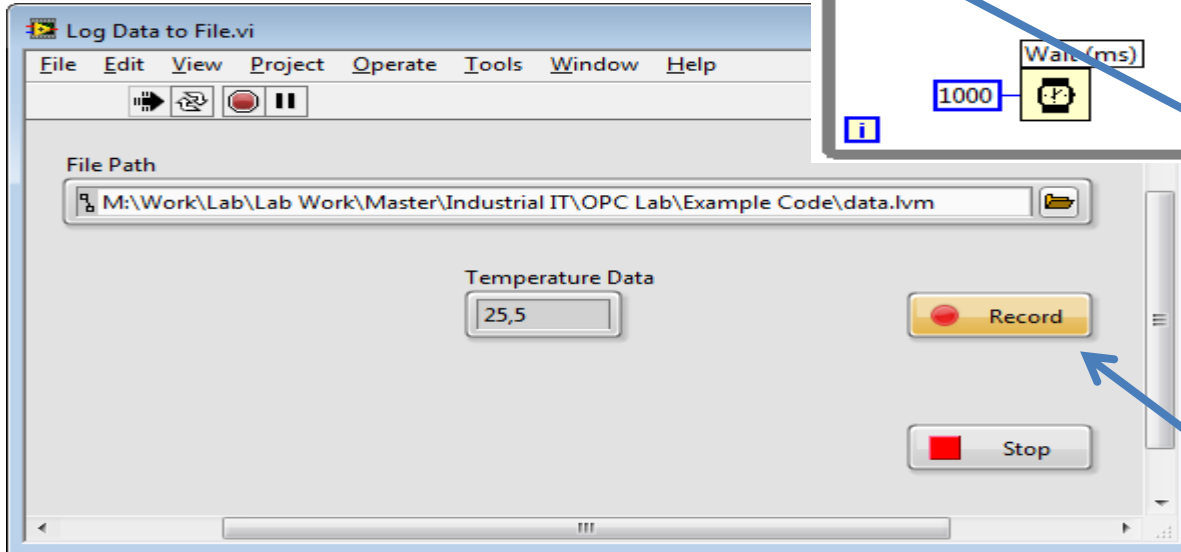 Log Data to File.vi
File Edit View Project Operate Tools Window Help
Wait (ms)
1000
i
File Path
M:\Work\Lab\Lab Work\Master\Industrial IT\OPC Lab\Example Code\data.lvm
Temperature Data
25,5
Record
Stop